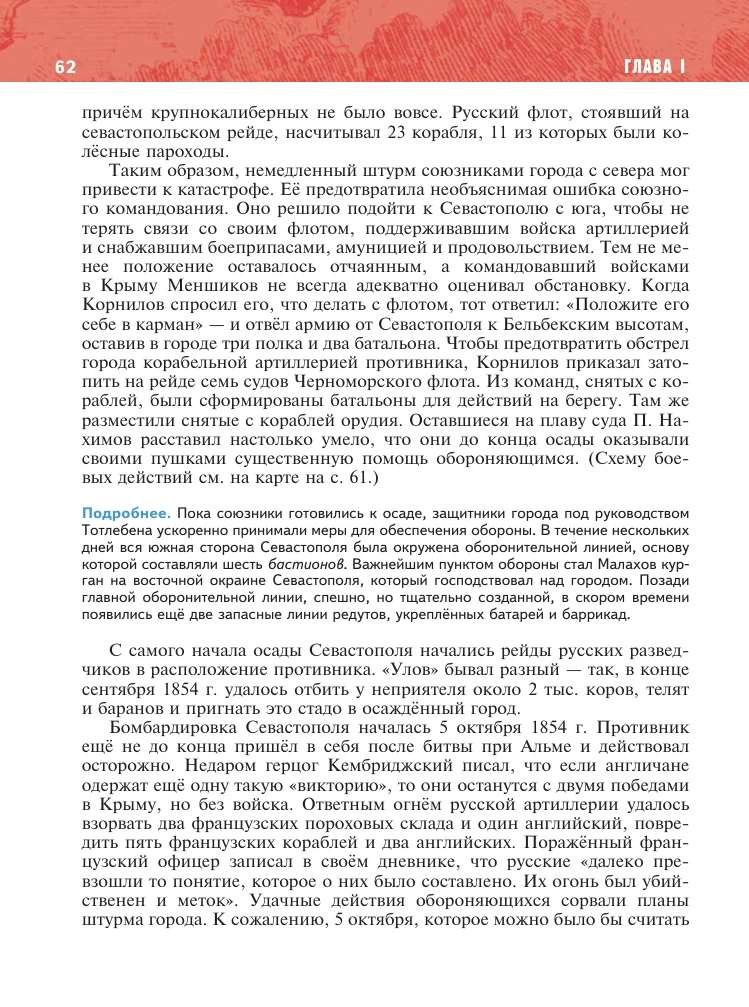 62
ГЛАВА I
причём крупнокалиберных не было вовсе. Русский флот, стоявший на
севастопольском рейде, насчитывал 23 корабля, 11 из которых были ко-
лёсные пароходы.
Таким образом, немедленный штурм союзниками города с севера мог
привести к катастрофе. Её предотвратила необъяснимая ошибка союзно-
го командования. Оно решило подойти к Севастополю с юга, чтобы не
терять связи со своим флотом, поддерживавшим войска артиллерией
и снабжавшим боеприпасами, амуницией и продовольствием. Тем не ме-
нее положение оставалось отчаянным, а командовавший войсками
в Крыму Меншиков не всегда адекватно оценивал обстановку. Когда
Корнилов спросил его, что делать с флотом, тот ответил: «Положите его
себе в карман» — и отвёл армию от Севастополя к Бельбекским высотам,
оставив в городе три полка и два батальона. Чтобы предотвратить обстрел
города корабельной артиллерией противника, Корнилов приказал зато-
пить на рейде семь судов Черноморского флота. Из команд, снятых с ко-
раблей, были сформированы батальоны для действий на берегу. Там же
разместили снятые с кораблей орудия. Оставшиеся на плаву суда П. На-
химов расставил настолько умело, что они до конца осады оказывали
своими пушками существенную помощь обороняющимся. (Схему бое-
вых действий см. на карте на с. 61.)
Подробнее. Пока союзники готовились к осаде, защитники города под руководством
Тотлебена ускоренно принимали меры для обеспечения обороны. В течение нескольких
дней вся южная сторона Севастополя была окружена оборонительной линией, основу
которой составляли шесть бастионов. Важнейшим пунктом обороны стал Малахов кур-
ган на восточной окраине Севастополя, который господствовал над городом. Позади
главной оборонительной линии, спешно, но тщательно созданной, в скором времени
появились ещё две запасные линии редутов, укреплённых батарей и баррикад.
С самого начала осады Севастополя начались рейды русских развед-
чиков в расположение противника. «Улов» бывал разный — так, в конце
сентября 1854 г. удалось отбить у неприятеля около 2 тыс. коров, телят
и баранов и пригнать это стадо в осаждённый город.
Бомбардировка Севастополя началась 5 октября 1854 г. Противник
ещё не до конца пришёл в себя после битвы при Альме и действовал
осторожно. Недаром герцог Кембриджский писал, что если англичане
одержат ещё одну такую «викторию», то они останутся с двумя победами
в Крыму, но без войска. Ответным огнём русской артиллерии удалось
взорвать два французских пороховых склада и один английский, повре-
дить пять французских кораблей и два английских. Поражённый фран-
цузский офицер записал в своём дневнике, что русские «далеко пре-
взошли то понятие, которое о них было составлено. Их огонь был убий-
ственен и меток». Удачные действия обороняющихся сорвали планы
штурма города. К сожалению, 5 октября, которое можно было бы считать